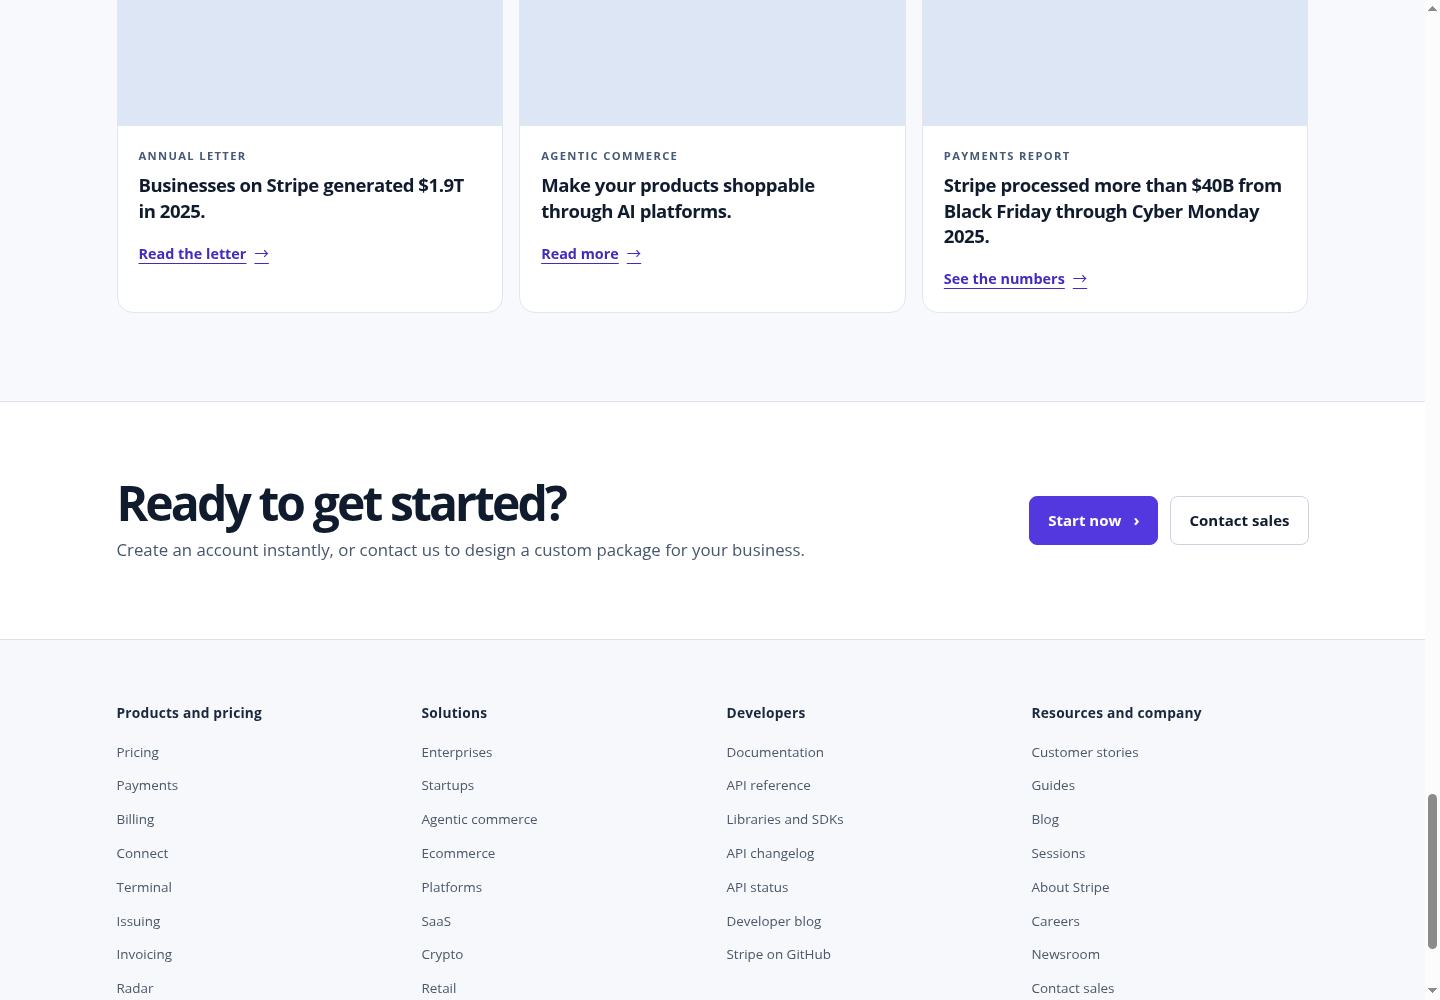 ANNUAL LETTER
Businesses on Stripe generated $1.9T
in 2025.
Read the letter →
AGENTIC COMMERCE
Make your products shoppable
through AI platforms.
Read more →
PAYMENTS REPORT
Stripe processed more than $40B from
Black Friday through Cyber Monday
2025.
See the numbers →
Ready to get started?
Create an account instantly, or contact us to design a custom package for your business.
Start now ›
Contact sales
Products and pricing
Pricing
Payments
Billing
Connect
Terminal
Issuing
Invoicing
Radar
Solutions
Enterprises
Startups
Agentic commerce
Ecommerce
Platforms
SaaS
Crypto
Retail
Developers
Documentation
API reference
Libraries and SDKs
API changelog
API status
Developer blog
Stripe on GitHub
Resources and company
Customer stories
Guides
Blog
Sessions
About Stripe
Careers
Newsroom
Contact sales